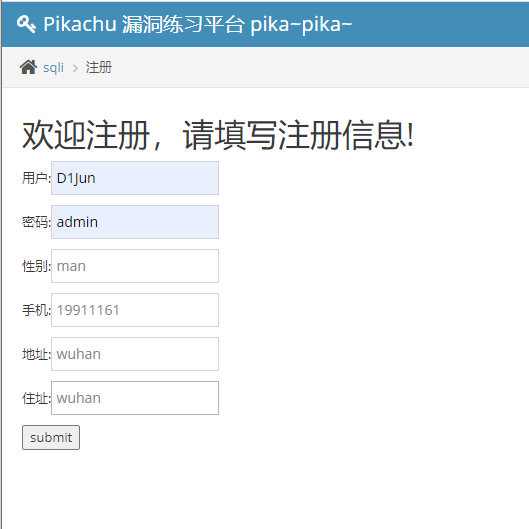 Pikachu 漏洞练习平台 pika~pika~
sqli > 注册
欢迎注册，请填写注册信息!
用户: D1Jun
密码: admin
性别: man
手机: 19911161
地址: wuhan
住址: wuhan
submit